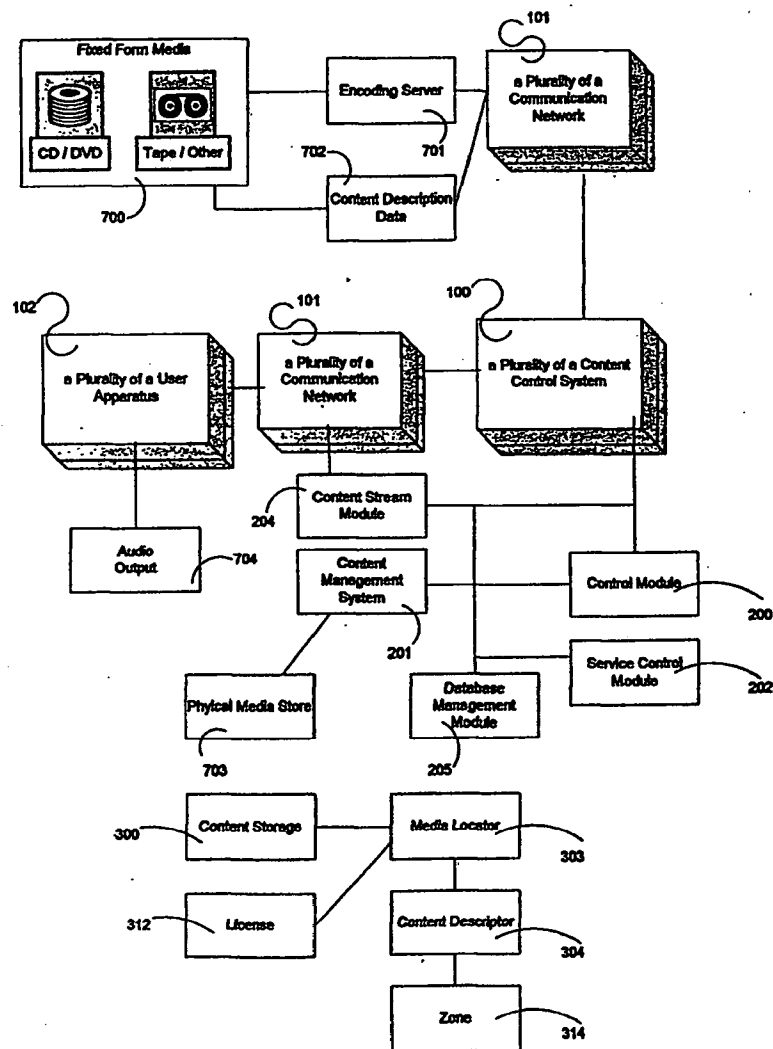 Fixed Form Media
CD / DVD
Tape / Other
700
Encoding Server
701
702
Content Description
Data
101
a Plurality of a
Communication
Network
102
a Plurality of a User
Apparatus
101
a Plurality of a
Communication
Network
100
a Plurality of a Content
Control System
204
Content Stream
Module
Audio
Output
704
Content
Management
System
201
Control Module
200
Service Control
Module
202
Phyical Media Store
703
Database
Management
Module
205
300
Content Storage
Media Locator
303
312
License
Content Descriptor
304
Zone
314